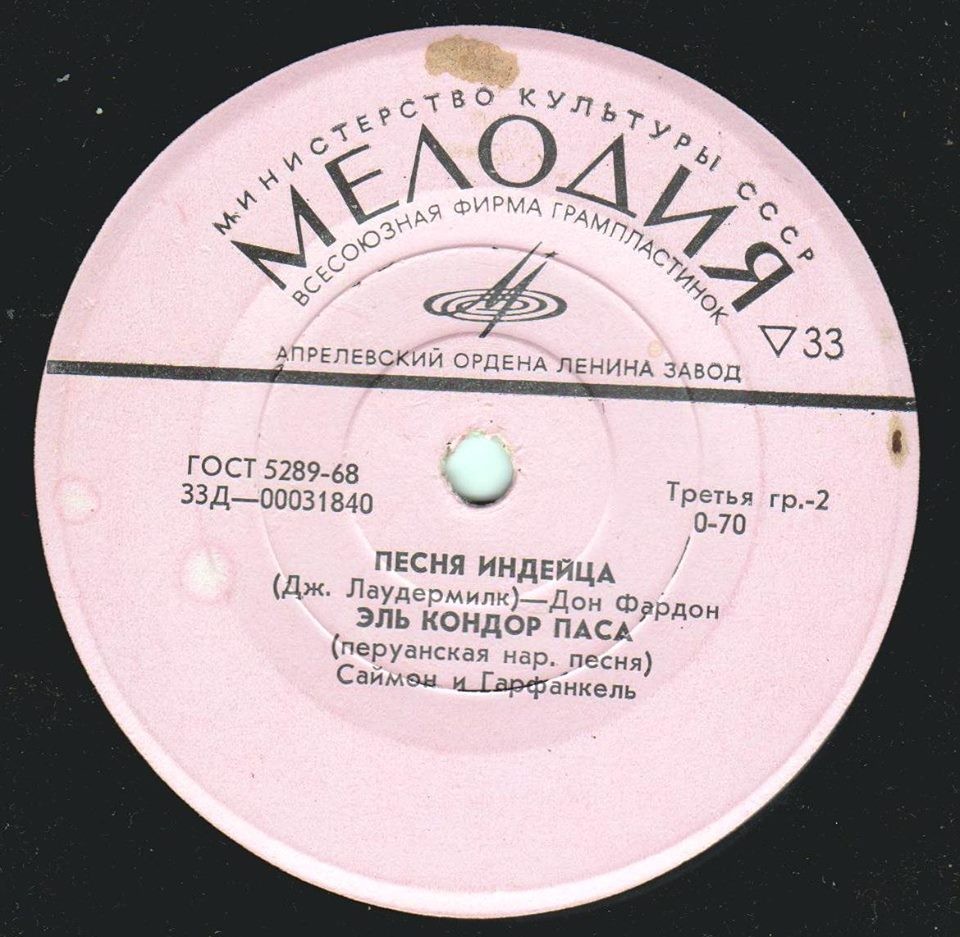 МИНИСТЕРСТВО КУЛЬТУРЫ СССР
МЕЛОДИЯ
ВСЕСОЮЗНАЯ ФИРМА ГРАМПЛАСТИНОК
▽33
АПРЕЛЕВСКИЙ ОРДЕНА ЛЕНИНА ЗАВОД
ГОСТ 5289-68
33Д—00031840
Третья гр.-2
0-70
ПЕСНЯ ИНДЕЙЦА
(Дж. Лаудермилк)—Дон Фардон
ЭЛЬ КОНДОР ПАСА
(перуанская нар. песня)
Саймон и Гарфанкель